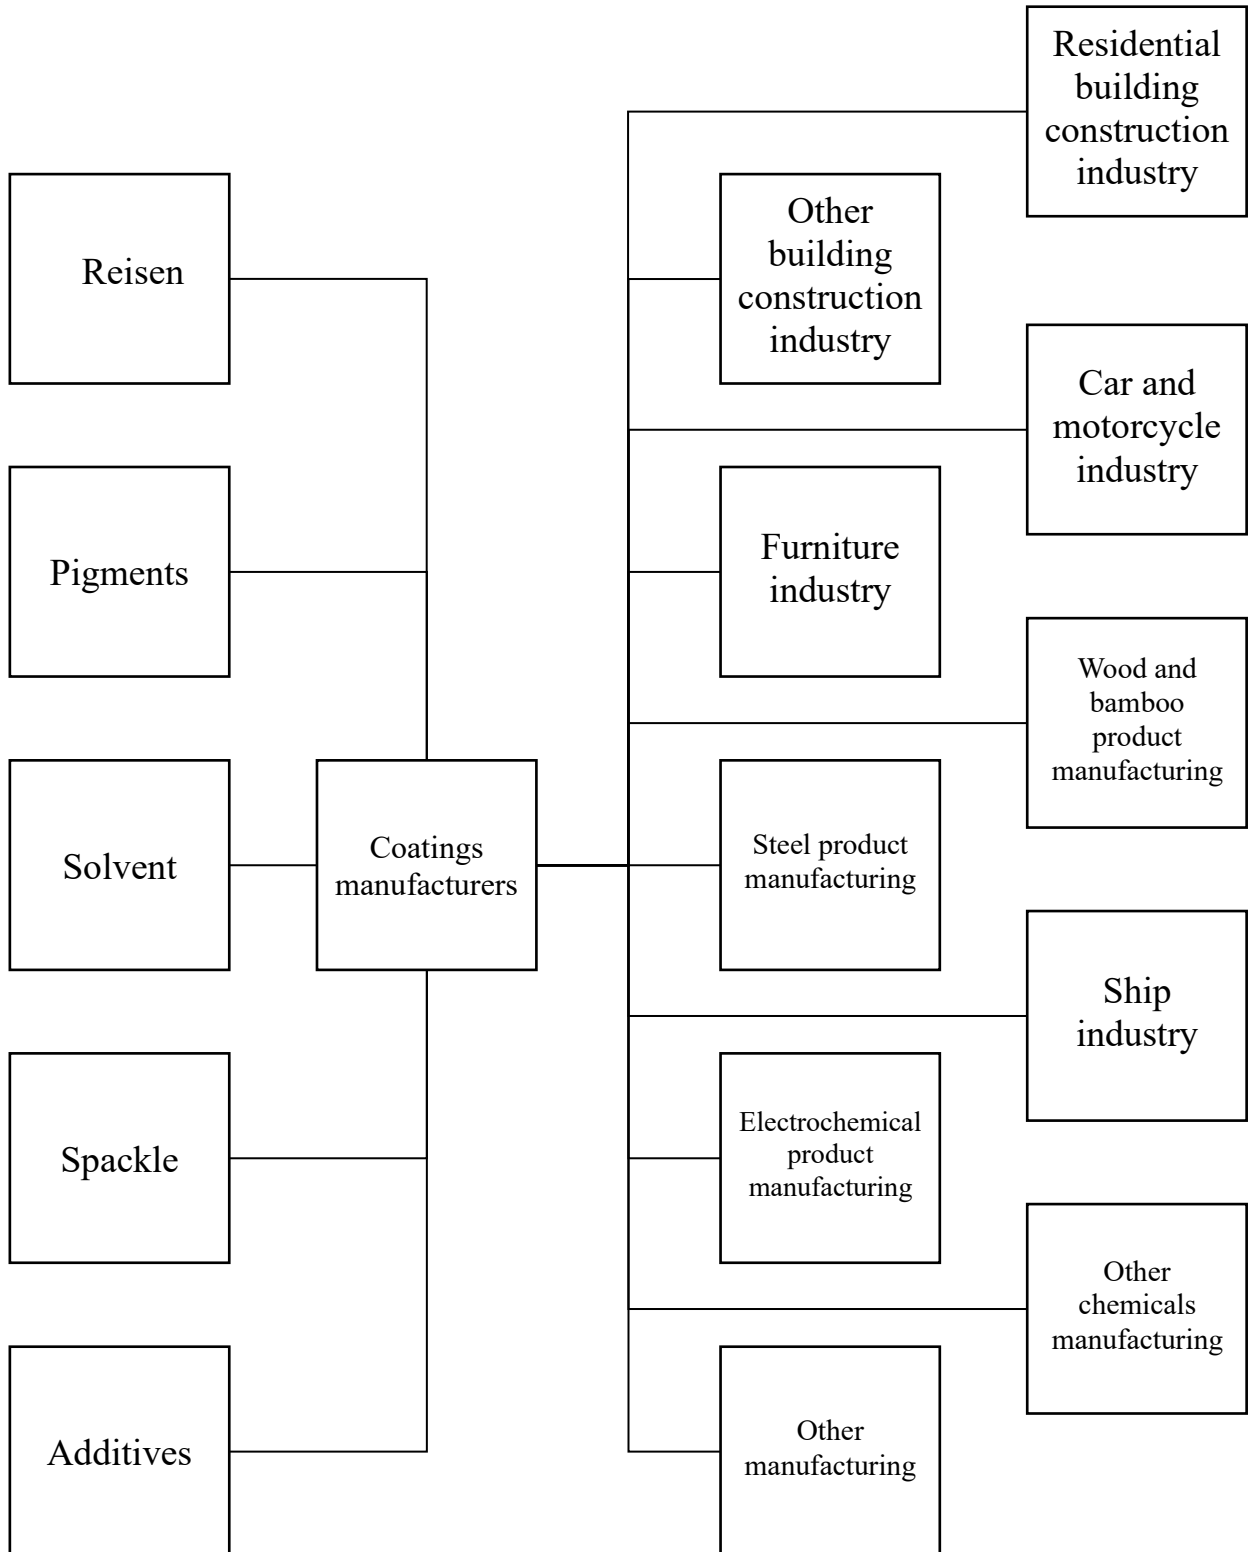 Residential
building
construction
industry
Reisen
Other
building
construction
industry
Car and
motorcycle
industry
Pigments
Furniture
industry
Wood and
bamboo
product
manufacturing
Solvent
Coatings
manufacturers
Steel product
manufacturing
Ship
industry
Spackle
Electrochemical
product
manufacturing
Other
chemicals
manufacturing
Additives
Other
manufacturing